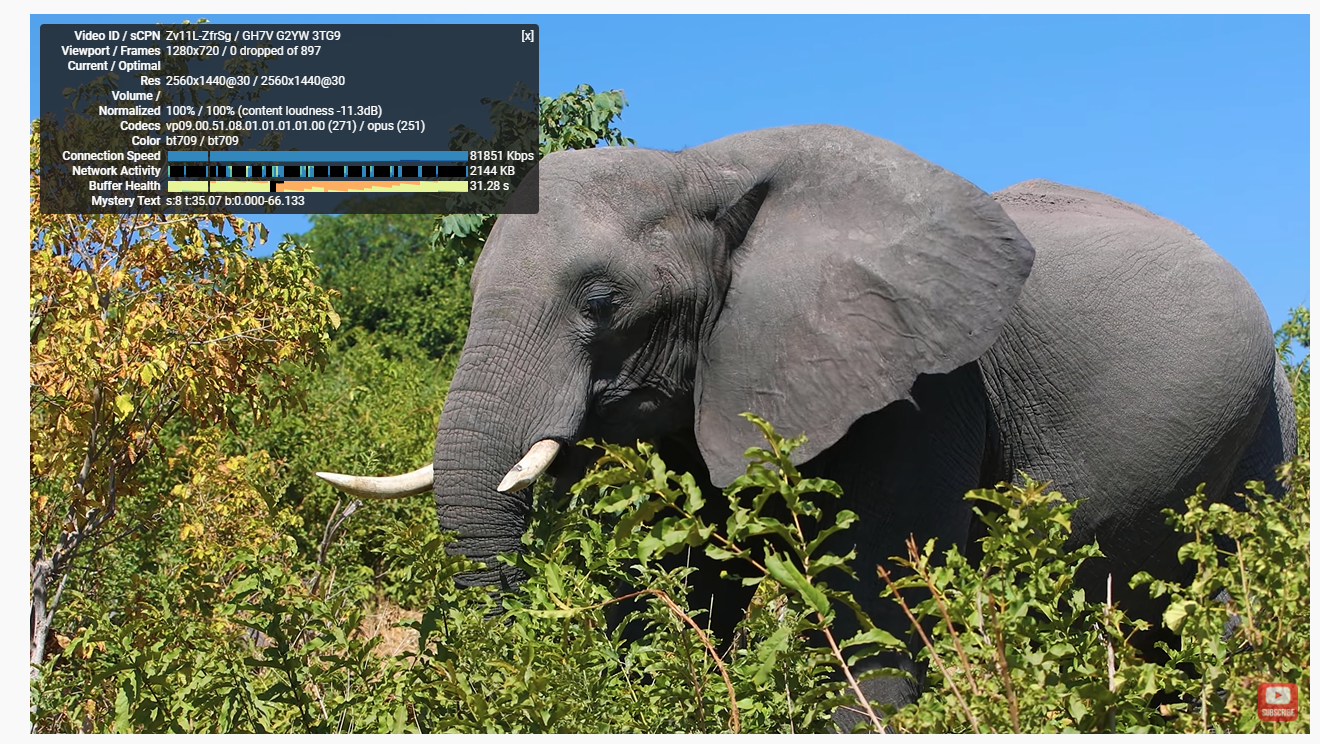 Video ID / sCPN Zv11L-ZfrSg / GH7V G2YW 3TG9 [x]
Viewport / Frames 1280x720 / 0 dropped of 897
Current / Optimal
Res 2560x1440@30 / 2560x1440@30
Volume /
Normalized 100% / 100% (content loudness -11.3dB)
Codecs vp09.00.51.08.01.01.01.01.00 (271) / opus (251)
Color bt709 / bt709
Connection Speed 81851 Kbps
Network Activity 2144 KB
Buffer Health 31.28 s
Mystery Text s:8 t:35.07 b:0.000-66.133
SUBSCRIBE